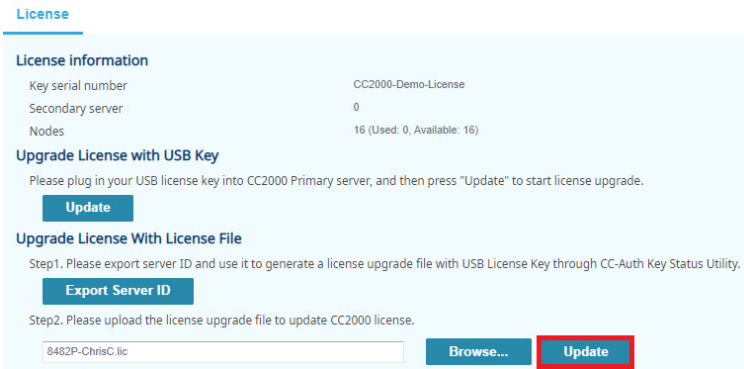 License
License information
Key serial number CC2000-Demo-License
Secondary server 0
Nodes 16 (Used: 0, Available: 16)
Upgrade License with USB Key
Please plug in your USB license key into CC2000 Primary server, and then press "Update" to start license upgrade.
Update
Upgrade License With License File
Step1. Please export server ID and use it to generate a license upgrade file with USB License Key through CC-Auth Key Status Utility.
Export Server ID
Step2. Please upload the license upgrade file to update CC2000 license.
8482P-ChrisC.lic Browse... Update